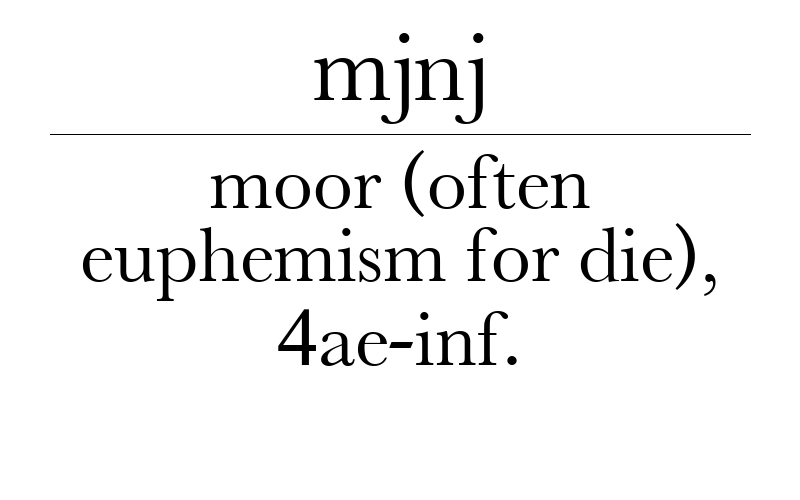 mjnj
moor (often
euphemism for die),
4ae-inf.